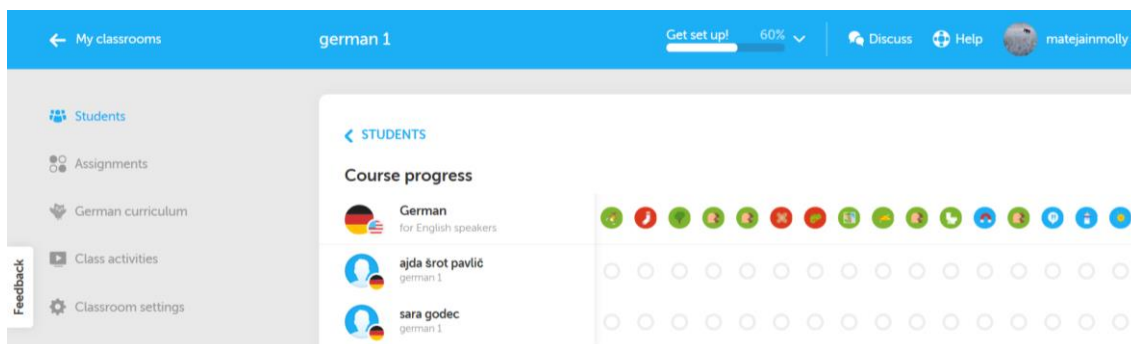 My classrooms
german 1
Get set up! 60%
Discuss
Help
matejainmolly
Students
Assignments
German curriculum
Class activities
Classroom settings
Feedback
STUDENTS
Course progress
German
for English speakers
ajda šrot pavlič
german 1
sara godec
german 1